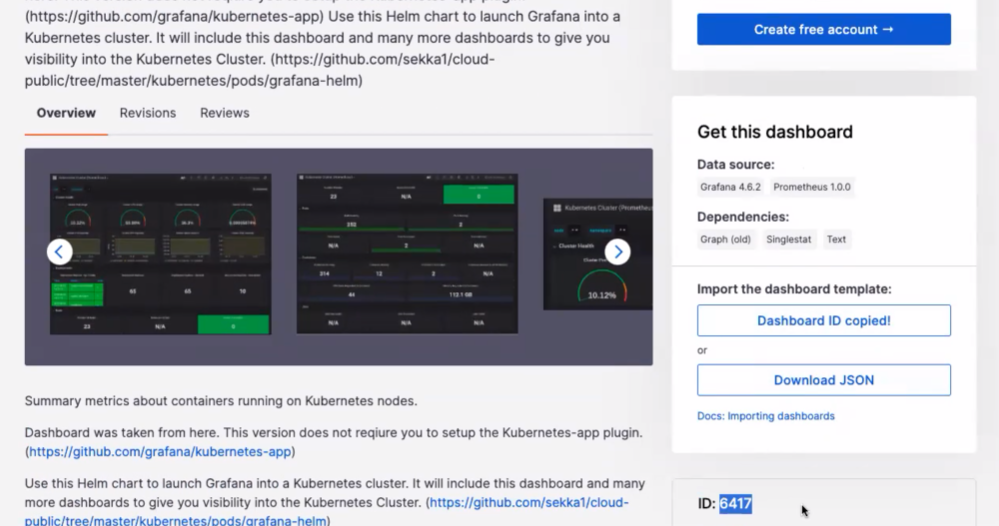 (https://github.com/grafana/kubernetes-app) Use this Helm chart to launch Grafana into a
Kubernetes cluster. It will include this dashboard and many more dashboards to give you
visibility into the Kubernetes Cluster. (https://github.com/sekka1/cloud-
public/tree/master/kubernetes/pods/grafana-helm)
Overview Revisions Reviews
Kubernetes Cluster (Prometheus
Cluster Health
10.12%
Summary metrics about containers running on Kubernetes nodes.
Dashboard was taken from here. This version does not reqiure you to setup the Kubernetes-app plugin.
(https://github.com/grafana/kubernetes-app)
Use this Helm chart to launch Grafana into a Kubernetes cluster. It will include this dashboard and many
more dashboards to give you visibility into the Kubernetes Cluster. (https://github.com/sekka1/cloud-
public/tree/master/kubernetes/pods/grafana-helm)
Create free account →
Get this dashboard
Data source:
Grafana 4.6.2 Prometheus 1.0.0
Dependencies:
Graph (old) Singlestat Text
Import the dashboard template:
Dashboard ID copied!
or
Download JSON
Docs: Importing dashboards
ID: 6417